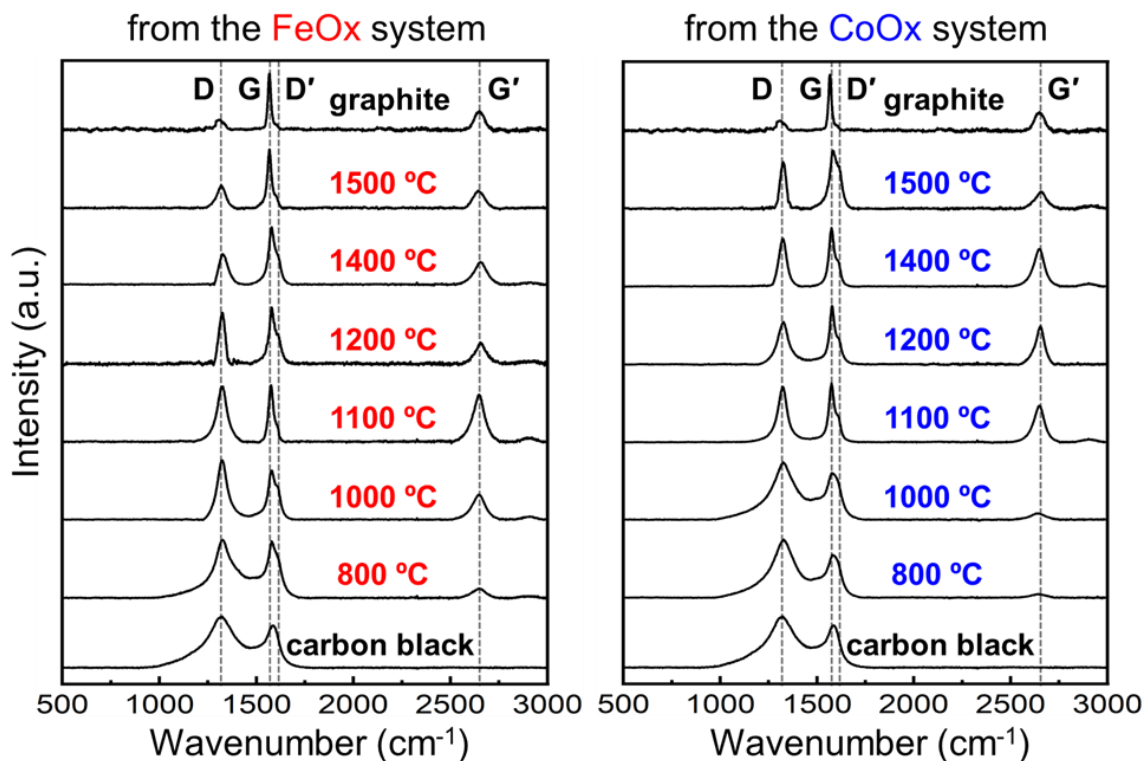 from the FeOx system
D G D′ G′
graphite
1500 ºC
1400 ºC
1200 ºC
1100 ºC
1000 ºC
800 ºC
carbon black
500 1000 1500 2000 2500 3000
Wavenumber (cm-1)
Intensity (a.u.)
from the CoOx system
D G D′ G′
graphite
1500 ºC
1400 ºC
1200 ºC
1100 ºC
1000 ºC
800 ºC
carbon black
500 1000 1500 2000 2500 3000
Wavenumber (cm-1)